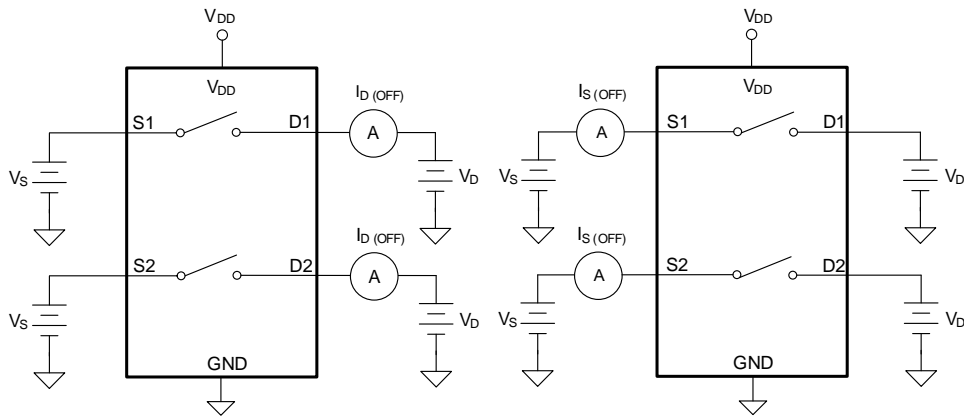 VDD
VDD
S1
D1
ID (OFF)
A
VS
VD
S2
D2
ID (OFF)
A
VS
VD
GND
VDD
VDD
IS (OFF)
A
S1
D1
VS
VD
IS (OFF)
A
S2
D2
VS
VD
GND